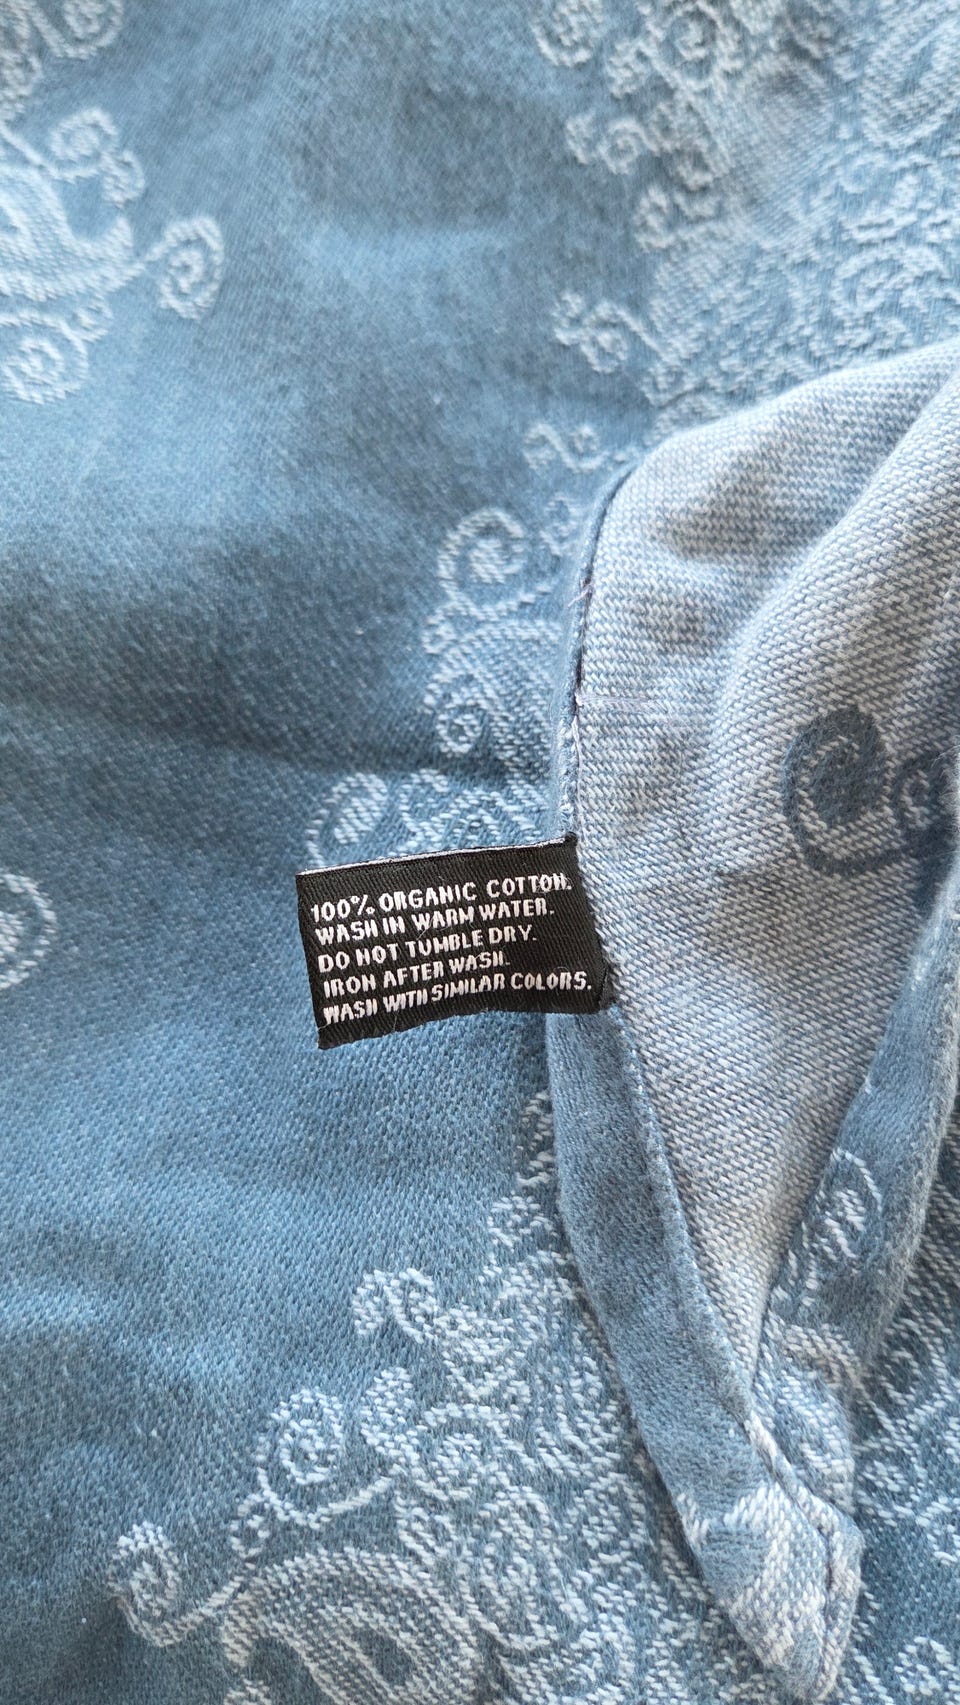 100% ORGANIC COTTON.
WASH IN WARM WATER.
DO NOT TUMBLE DRY.
IRON AFTER WASH.
WASH WITH SIMILAR COLORS.